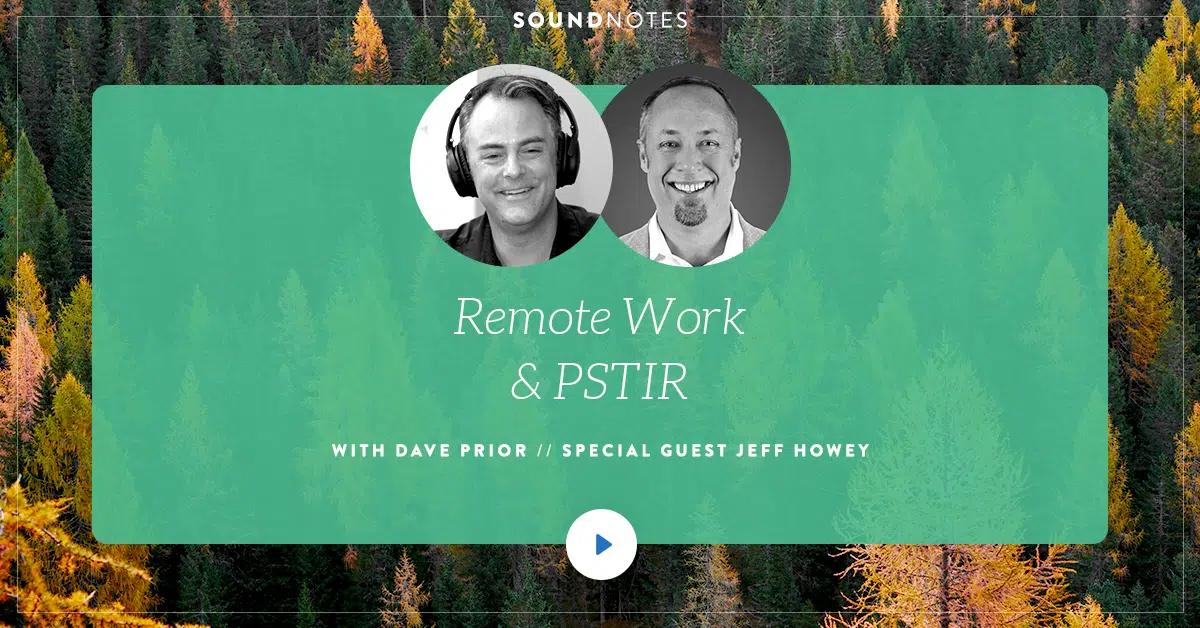 SOUNDNOTES
Remote Work
& PSTIR
WITH DAVE PRIOR // SPECIAL GUEST JEFF HOWEY